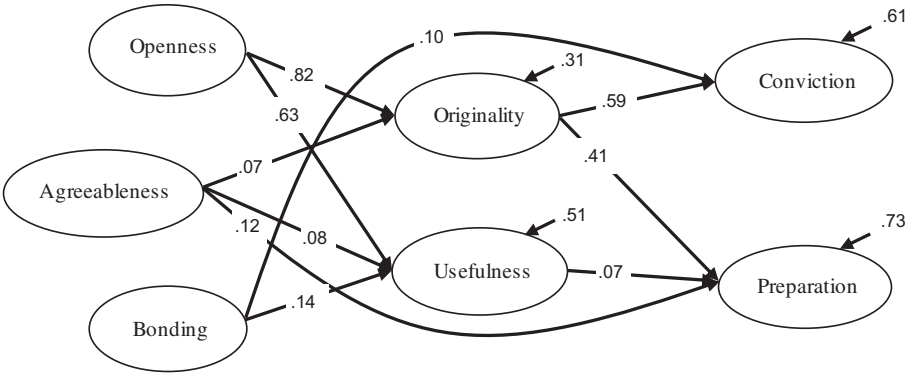 Openness
.82
.63
Agreeableness
.07
.12
.08
Bonding
.14
.10
.31
Originality
.59
.41
.51
Usefulness
.07
.61
Conviction
.73
Preparation